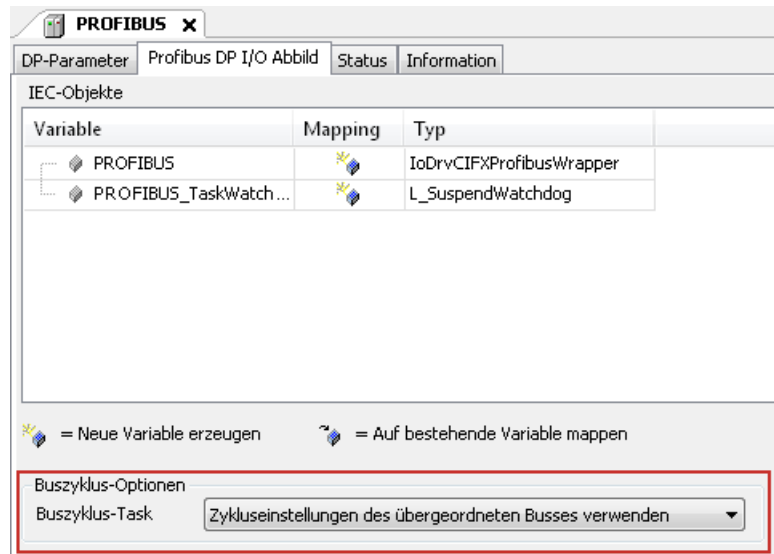 PROFIBUS x
DP-Parameter Profibus DP I/O Abbild Status Information
IEC-Objekte
Variable Mapping Typ
PROFIBUS IoDrvCIFXProfibusWrapper
PROFIBUS_TaskWatch... L_SuspendWatchdog
= Neue Variable erzeugen = Auf bestehende Variable mappen
Buszyklus-Optionen
Buszyklus-Task Zykluseinstellungen des übergeordneten Busses verwenden